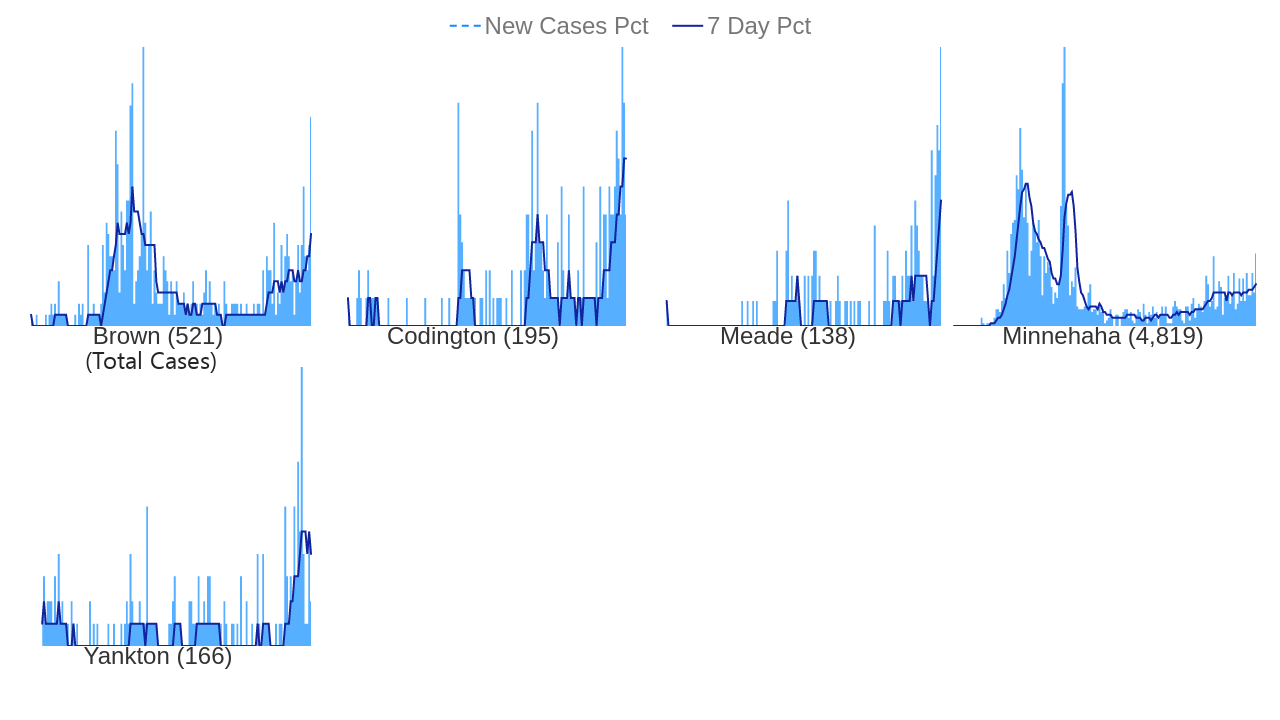 New Cases Pct 7 Day Pct
Brown (521)
(Total Cases)
Codington (195)
Meade (138)
Minnehaha (4,819)
Yankton (166)